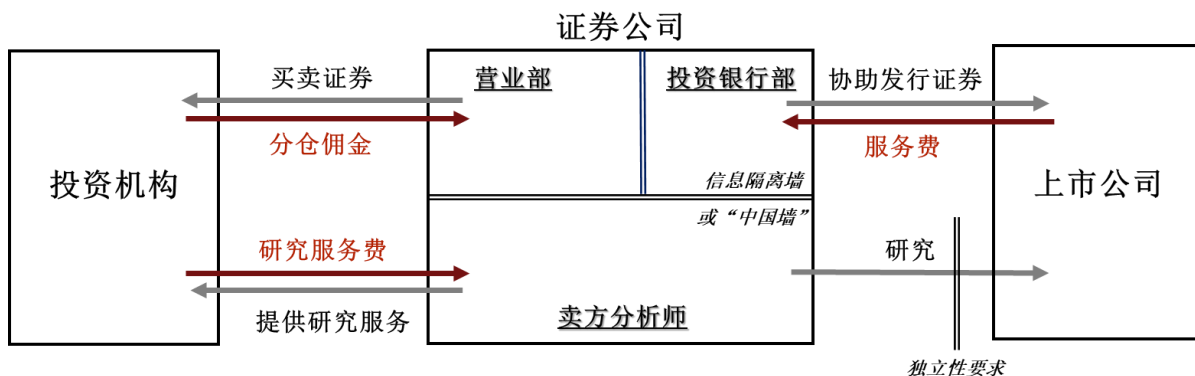 证券公司
买卖证券
营业部
投资银行部
协助发行证券
分仓佣金
服务费
投资机构
信息隔离墙
或“中国墙”
上市公司
研究服务费
研究
提供研究服务
卖方分析师
独立性要求